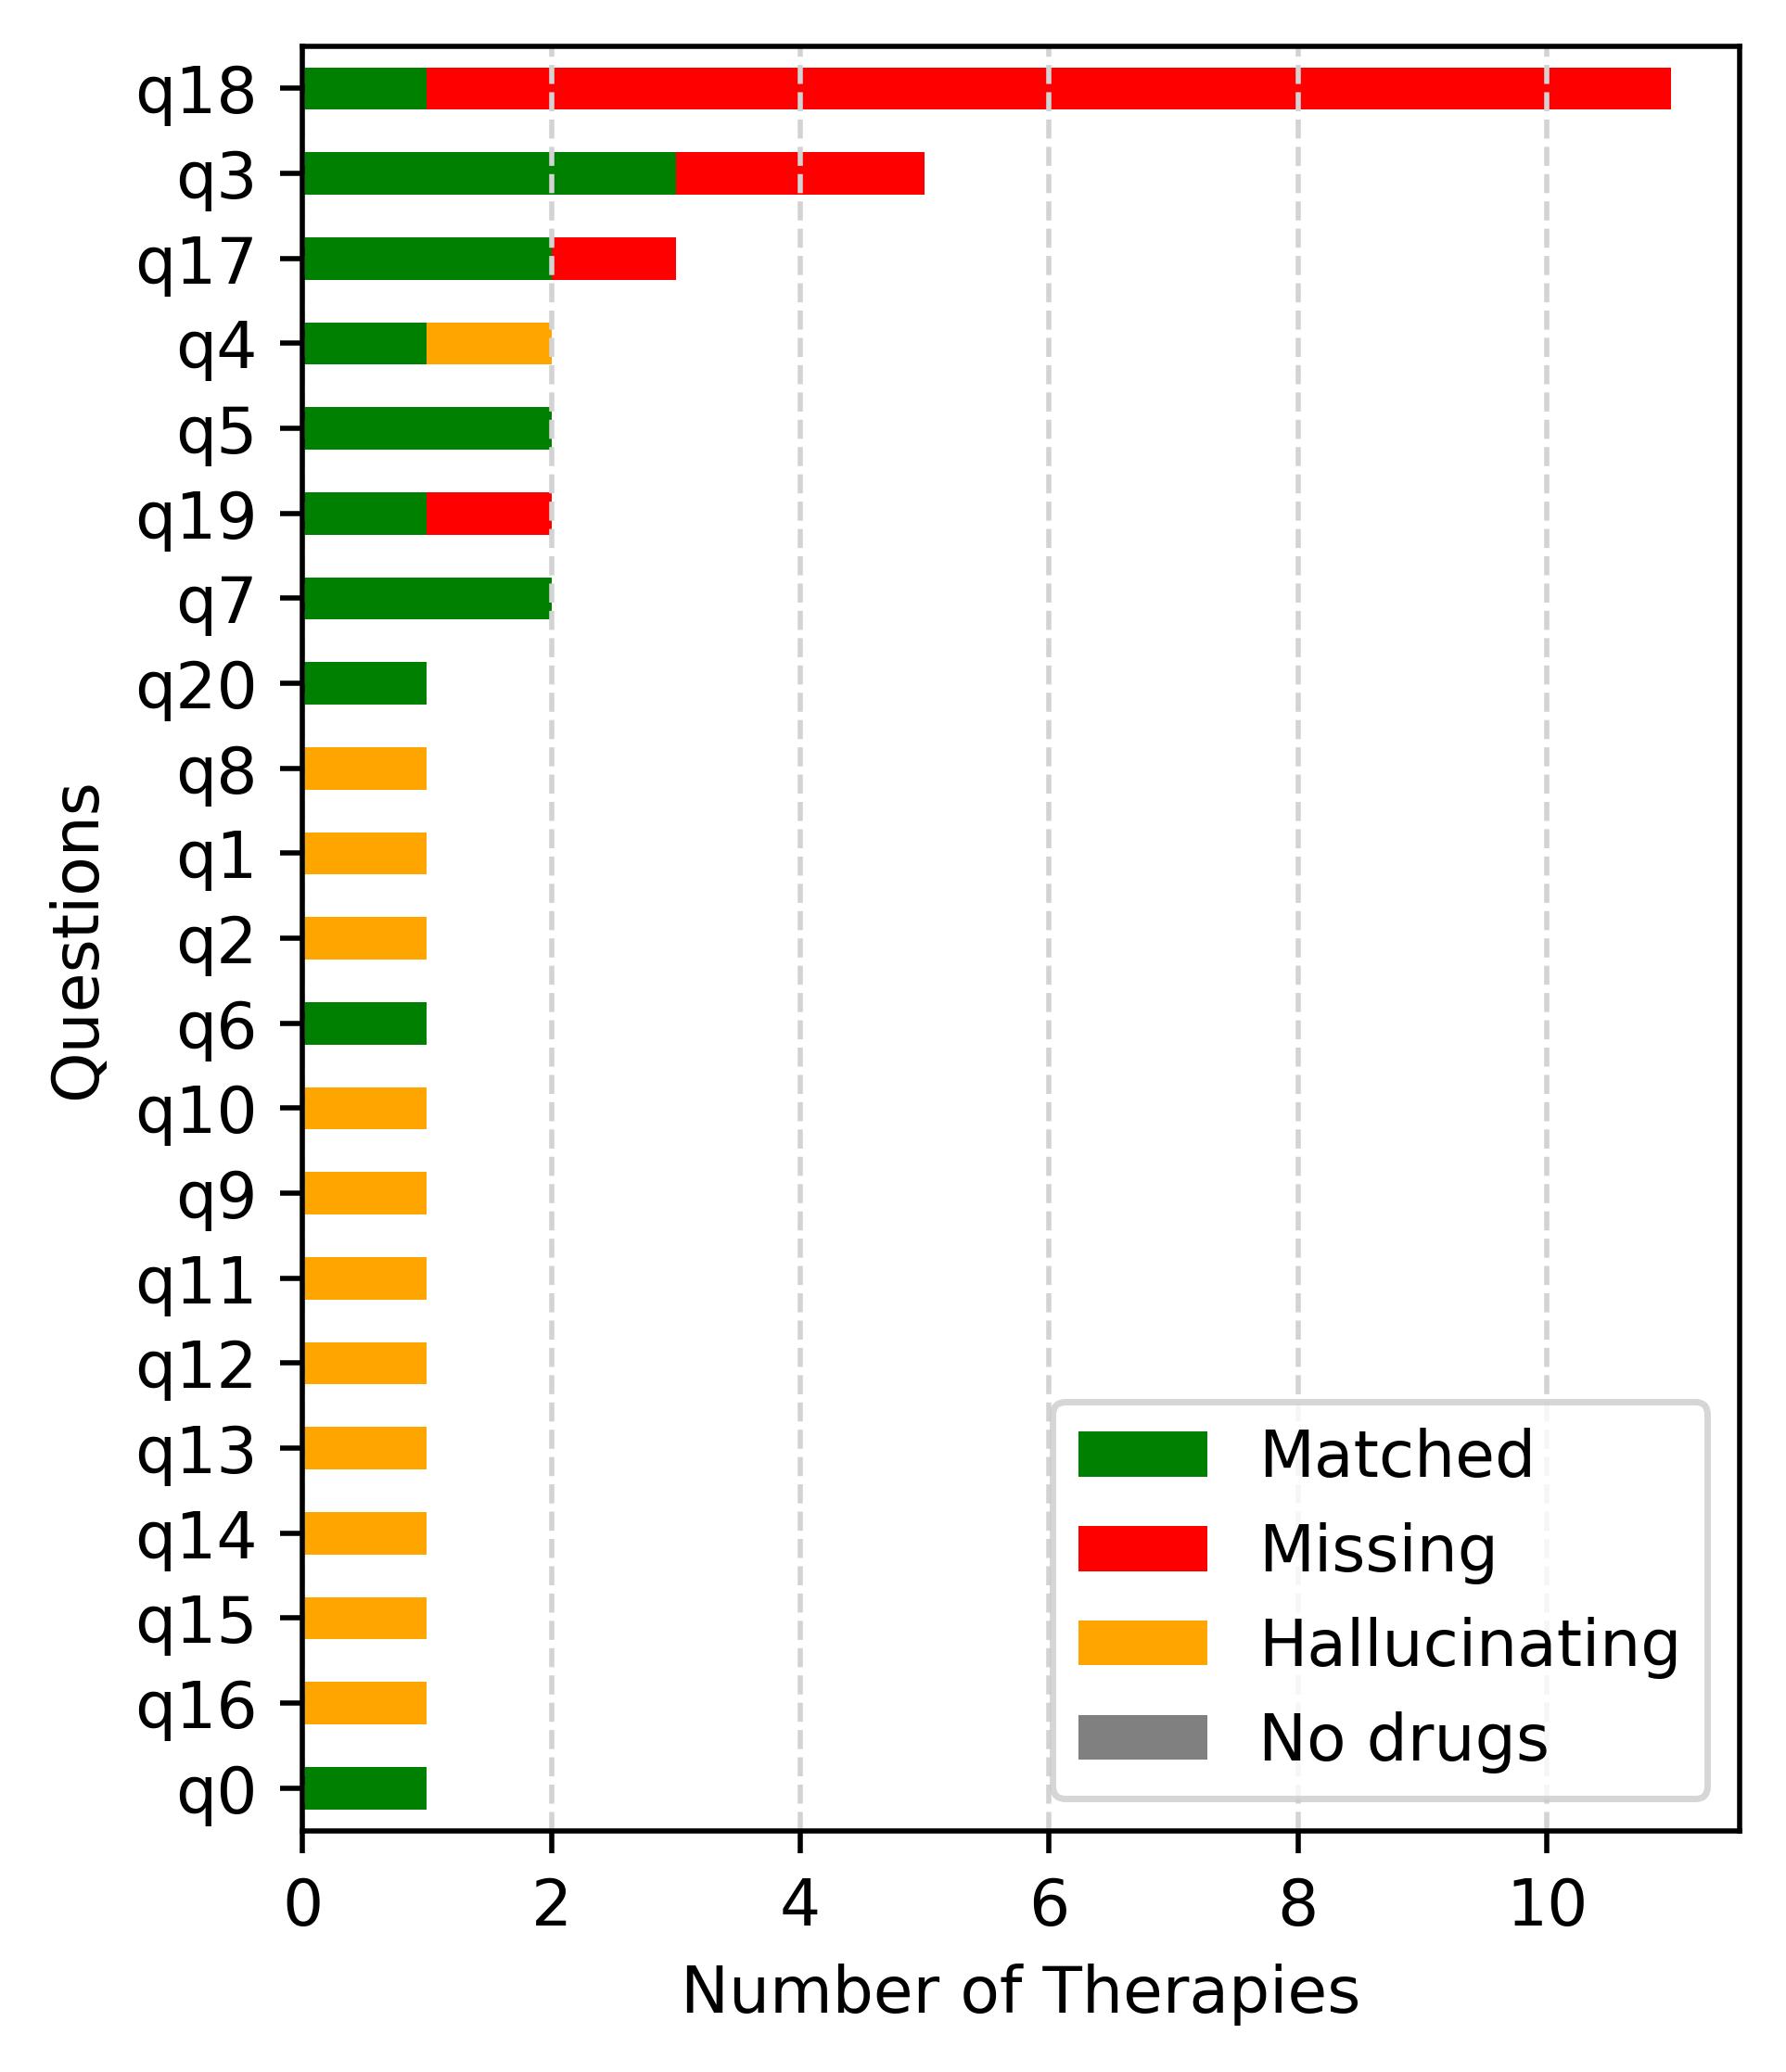 q18
q3
q17
q4
q5
q19
q7
q20
q8
q1
q2
q6
q10
q9
q11
q12
q13
q14
q15
q16
q0
Questions
Matched
Missing
Hallucinating
No drugs
0 2 4 6 8 10
Number of Therapies